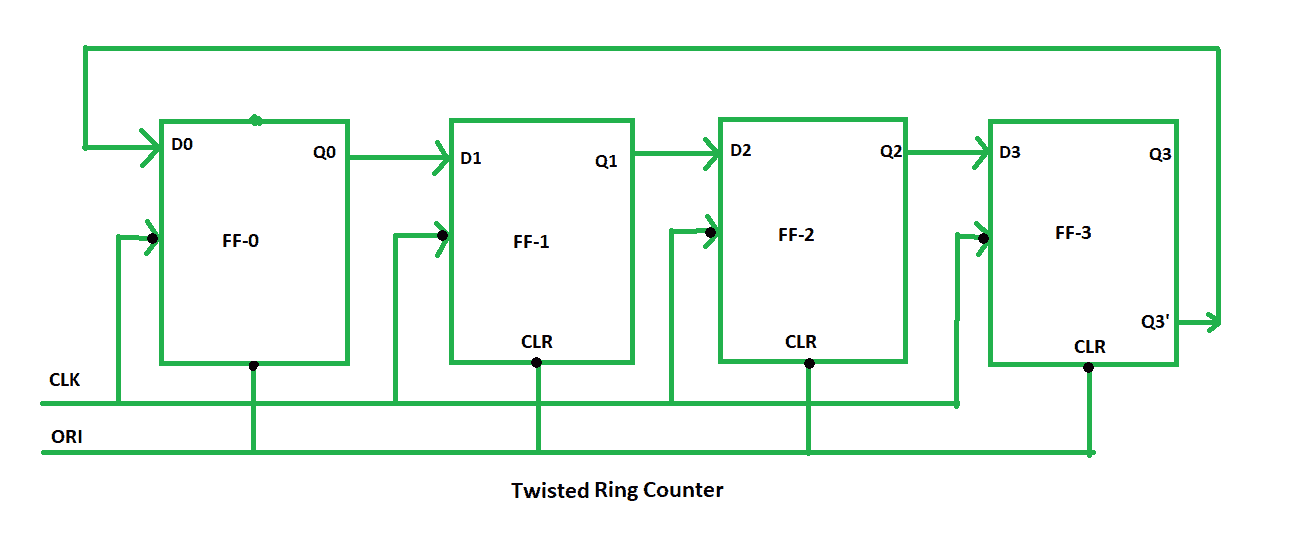 D0
Q0
D1
Q1
D2
Q2
D3
Q3
FF-0
FF-1
FF-2
FF-3
Q3'
CLR
CLR
CLR
CLK
ORI
Twisted Ring Counter